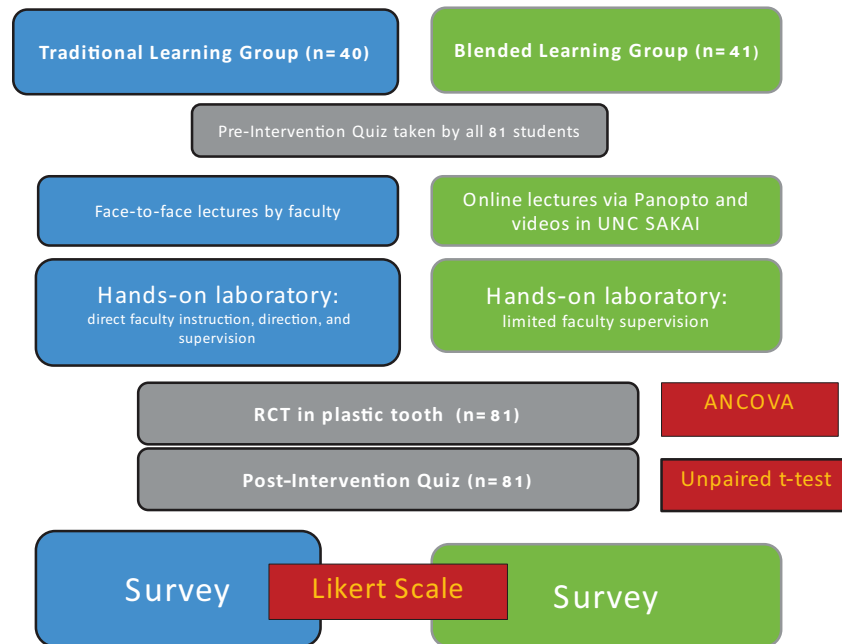 Traditional Learning Group (n=40)
Blended Learning Group (n=41)
Pre-Intervention Quiz taken by all 81 students
Face-to-face lectures by faculty
Online lectures via Panopto and
videos in UNC SAKAI
Hands-on laboratory:
direct faculty instruction, direction, and
supervision
Hands-on laboratory:
limited faculty supervision
RCT in plastic tooth (n=81)
ANCOVA
Post-Intervention Quiz (n=81)
Unpaired t-test
Survey
Likert Scale
Survey